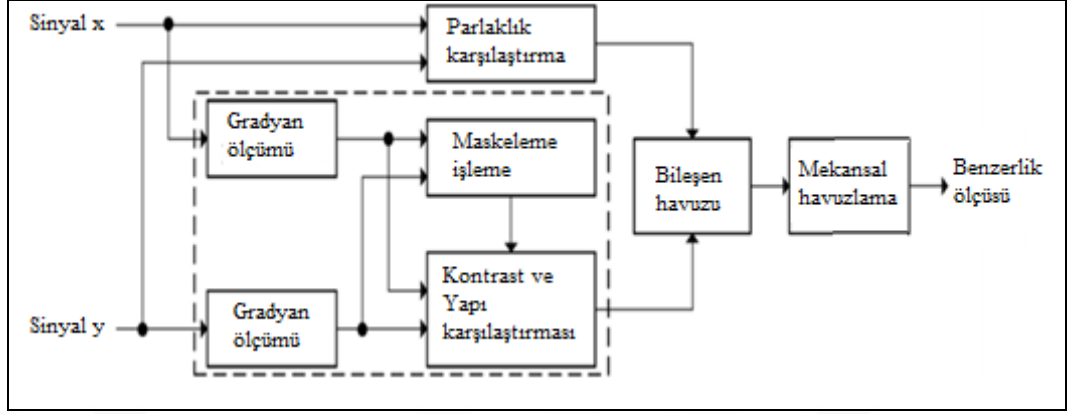 Sinyal x
Parlaklık
karşılaştırma
Gradyan
ölçümü
Maskeleme
işleme
Bileşen
havuzu
Mekansal
havuzlama
Benzerlik
ölçüsü
Kontrast ve
Yapı
karşılaştırması
Sinyal y
Gradyan
ölçümü